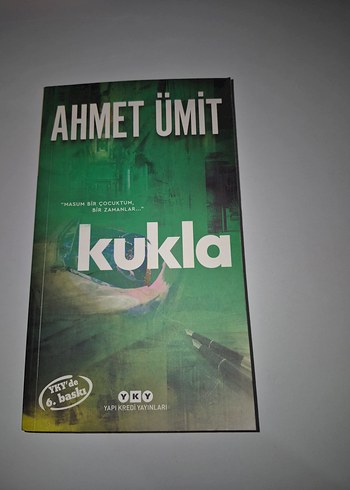 AHMET ÜMİT
"MASUM BİR ÇOCUKTUM,
BİR ZAMANLAR..."
kukla
YKY'de
6. baskı
YKY
YAPI KREDİ YAYINLARI